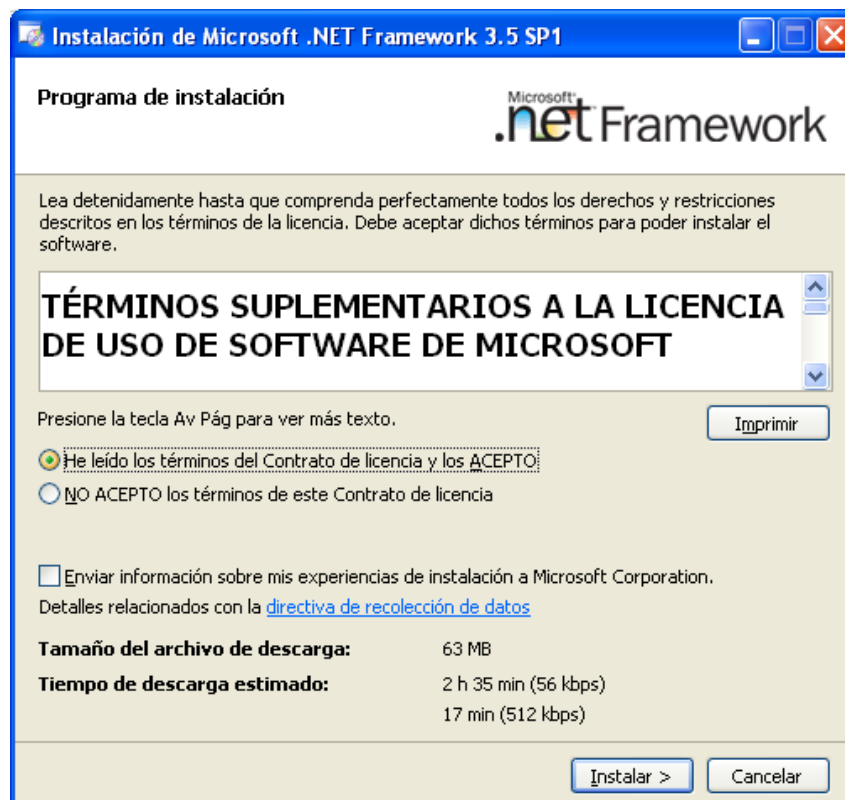 Instalación de Microsoft .NET Framework 3.5 SP1
Programa de instalación
Microsoft
.net Framework
Lea detenidamente hasta que comprenda perfectamente todos los derechos y restricciones
descritos en los términos de la licencia. Debe aceptar dichos términos para poder instalar el
software.
TÉRMINOS SUPLEMENTARIOS A LA LICENCIA
DE USO DE SOFTWARE DE MICROSOFT
Presione la tecla Av Pág para ver más texto.
Imprimir
He leído los términos del Contrato de licencia y los ACEPTO
NO ACEPTO los términos de este Contrato de licencia
Enviar información sobre mis experiencias de instalación a Microsoft Corporation.
Detalles relacionados con la directiva de recolección de datos
Tamaño del archivo de descarga: 63 MB
Tiempo de descarga estimado: 2 h 35 min (56 kbps)
17 min (512 kbps)
Instalar > Cancelar